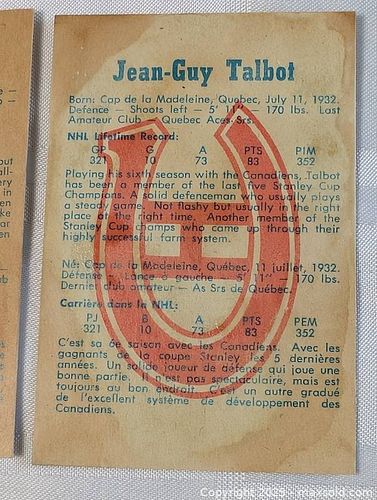 Jean-Guy Talbot
Born: Cap de la Madeleine, Quebec, July 11, 1932.
Defence — Shoots left — 5' 11" — 170 lbs. Last
Amateur Club — Quebec Aces Srs.
NHL Lifetime Record:
GP G A PTS PIM
321 10 73 83 352
Playing his sixth season with the Canadiens, Talbot
has been a member of the last five Stanley Cup
Champions. A solid defenceman who usually plays
a steady game. Not flashy but usually in the right
place at the right time. Another member of the
Stanley Cup champs who came up through their
highly successful farm system.
Né: Cap de la Madeleine, Québec, 11 juillet, 1932.
Défense — Lance à gauche — 5' 170 lbs.
Dernier club amateur — As Srs de Québec.
Carrière dans la NHL:
PJ B A PTS PEM
321 10 73 83 352
C'est sa 6e saison avec les Canadiens. Avec les
gagnants de la coupe Stanley les 5 dernières
années. Un solide joueur de défense qui joue une
bonne partie. Il n'est pas spectaculaire, mais est
toujours au bon endroit. C'est un autre gradué
de l'excellent système de développement des
Canadiens.
Copyright 2025 - maxsold.com